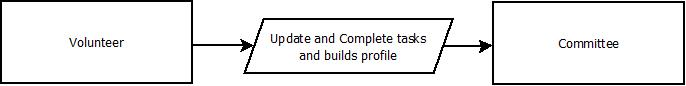 Volunteer
Update and Complete tasks
and builds profile
Committee